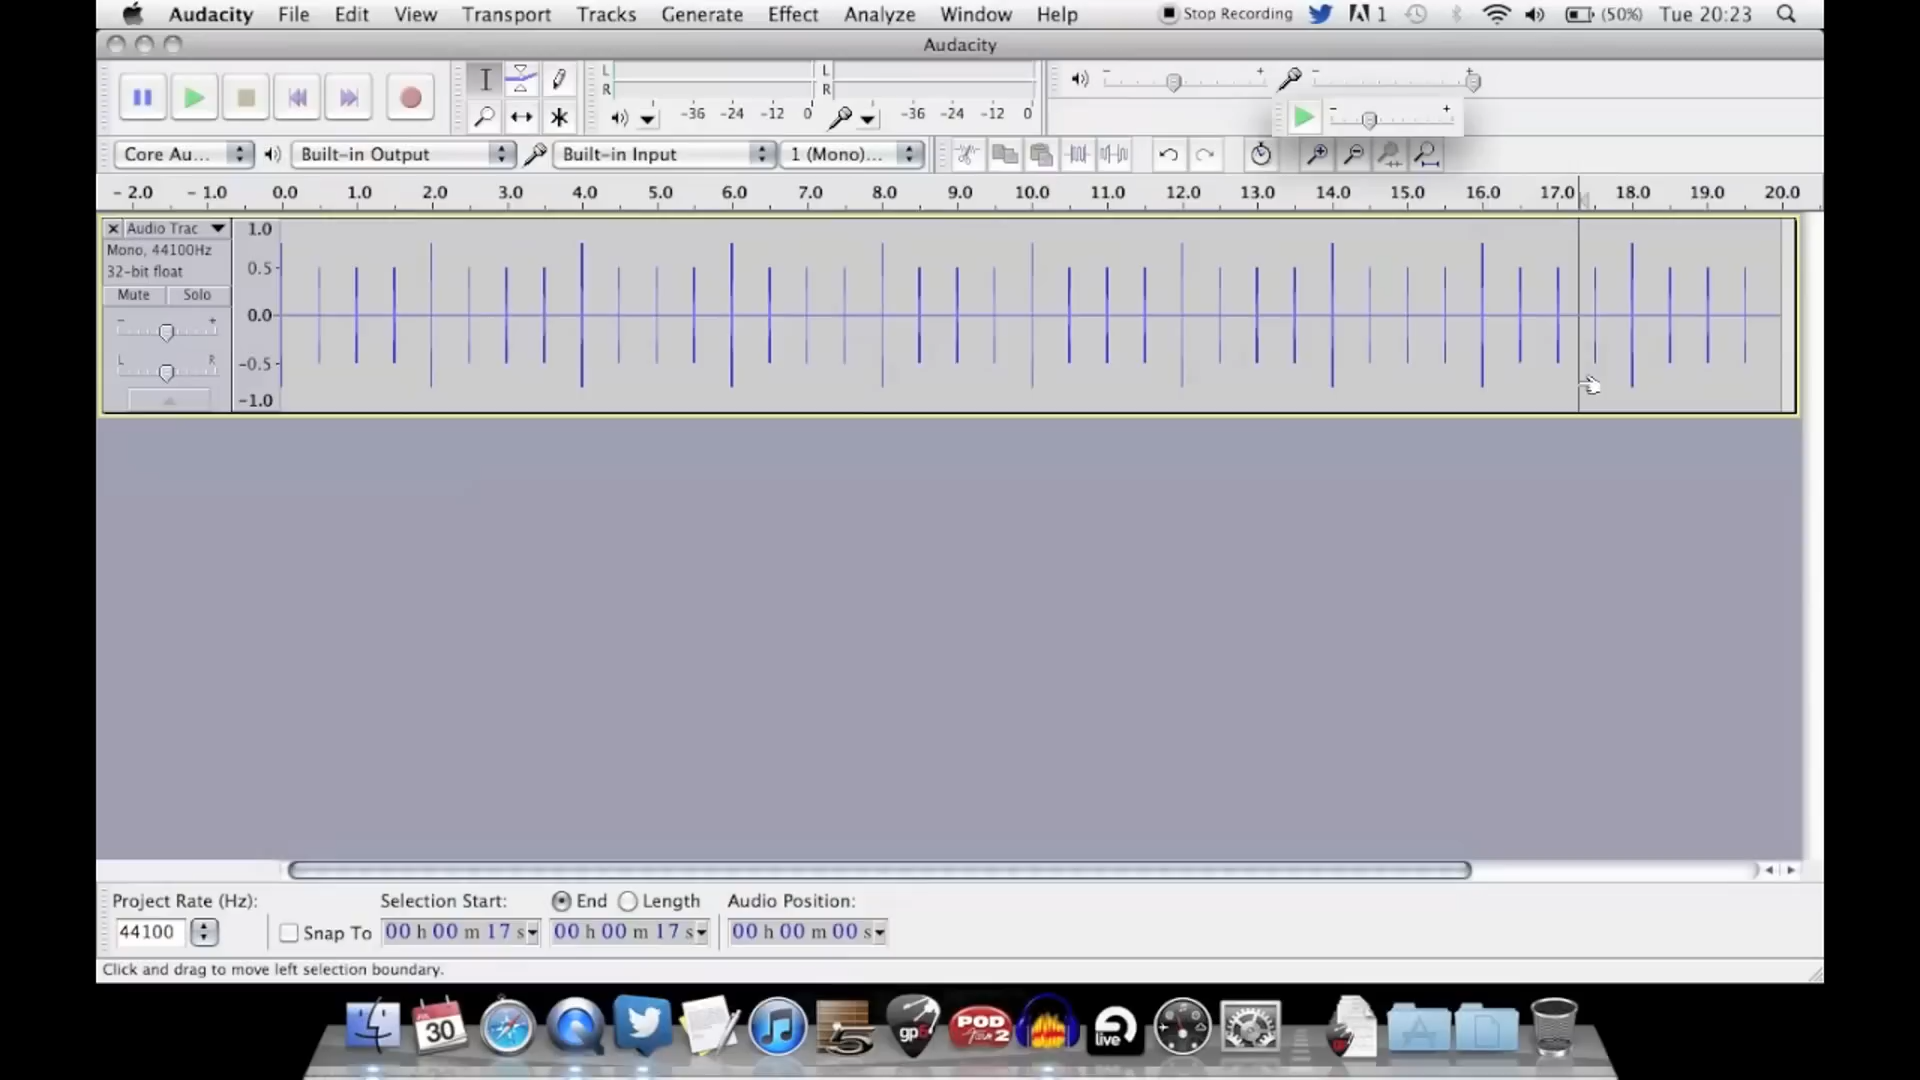 Audacity File Edit View Transport Tracks Generate Effect Analyze Window Help Stop Recording 1 (50%) Tue 20:23
Audacity
L L
R R
-36 -24 -12 0 -36 -24 -12 0
Core Au... Built-in Output Built-in Input 1 (Mono)...
- 2.0 - 1.0 0.0 1.0 2.0 3.0 4.0 5.0 6.0 7.0 8.0 9.0 10.0 11.0 12.0 13.0 14.0 15.0 16.0 17.0 18.0 19.0 20.0
Audio Trac 1.0
Mono, 44100Hz
32-bit float 0.5
Mute Solo
0.0
- +
L R
-0.5
-1.0
Project Rate (Hz): Selection Start: End Length Audio Position:
44100 Snap To 00 h 00 m 17 s 00 h 00 m 17 s 00 h 00 m 00 s
Click and drag to move left selection boundary.
JUL
30 5 gp6 POD Farm 2 live